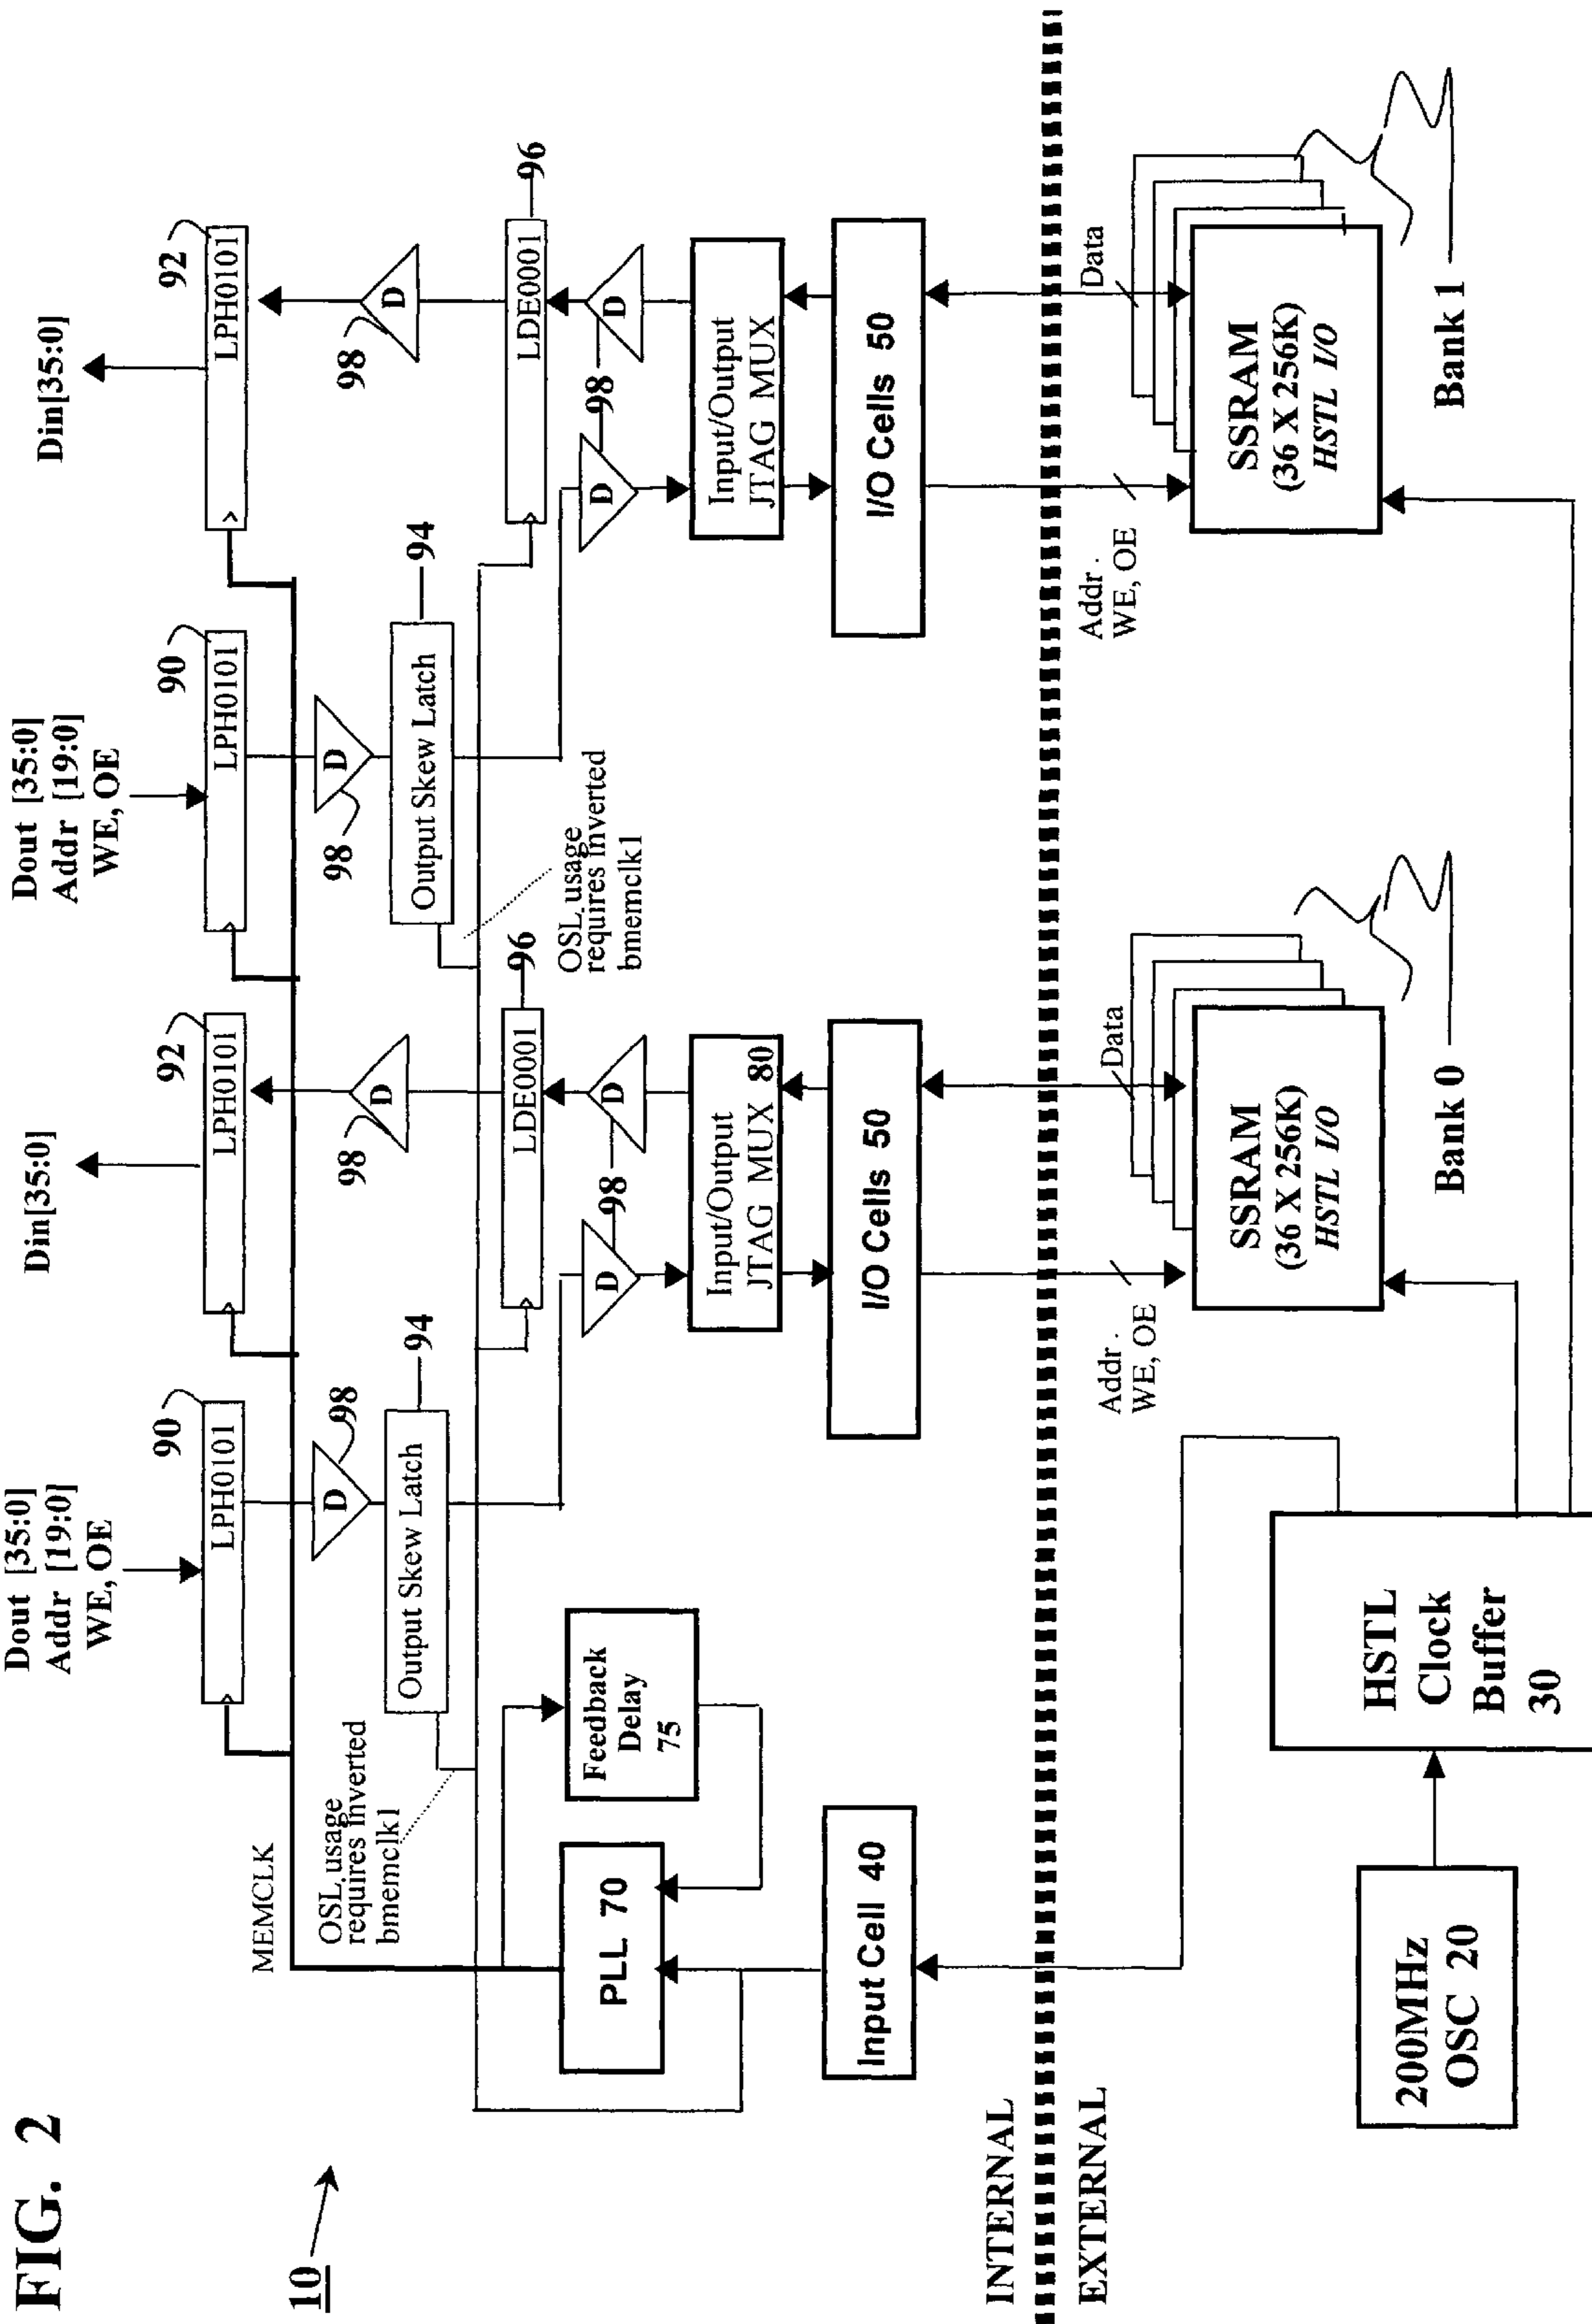 FIG. 2
10
Dout [35:0]
Addr [19:0]
WE, OE
Din[35:0]
Dout [35:0]
Addr [19:0]
WE, OE
Din[35:0]
90
LPH0101
92
LPH0101
90
LPH0101
92
LPH0101
MEMCLK
98
D
98
D
98
D
98
D
OSL usage
requires inverted
bmemclk1
Output Skew Latch
94
Output Skew Latch
94
LDE0001
96
LDE0001
96
OSL usage
requires inverted
bmemclk1
Feedback
Delay
75
D
98
D
D
98
D
PLL 70
Input/Output
JTAG MUX 80
Input/Output
JTAG MUX
Input Cell 40
I/O Cells 50
I/O Cells 50
INTERNAL
EXTERNAL
Addr.
WE, OE
Data
Addr.
WE, OE
Data
SSRAM
(36 X 256K)
HSTL I/O
SSRAM
(36 X 256K)
HSTL I/O
Bank 0
Bank 1
200MHz
OSC 20
HSTL
Clock
Buffer
30